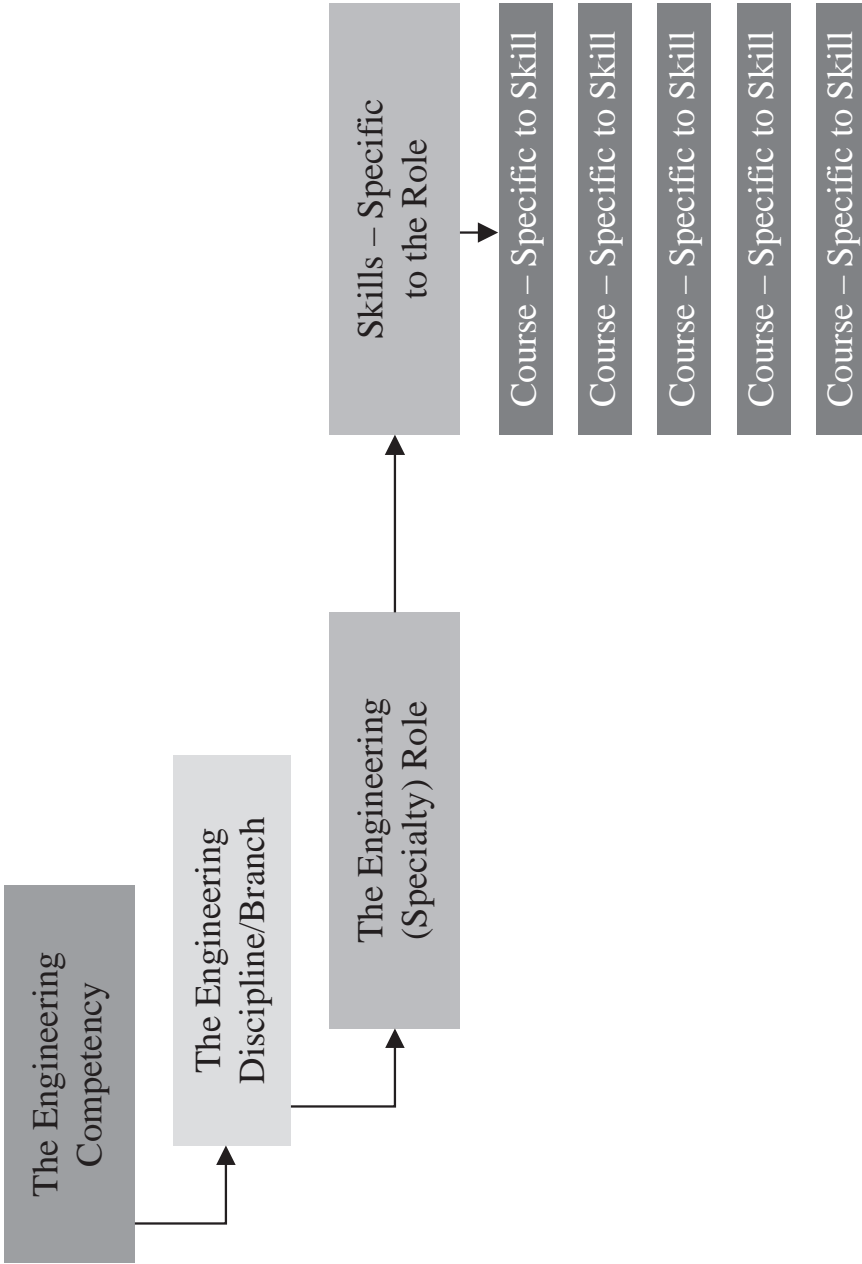 The Engineering
Competency
The Engineering
Discipline/Branch
The Engineering
(Specialty) Role
Skills – Specific
to the Role
Course – Specific to Skill
Course – Specific to Skill
Course – Specific to Skill
Course – Specific to Skill
Course – Specific to Skill